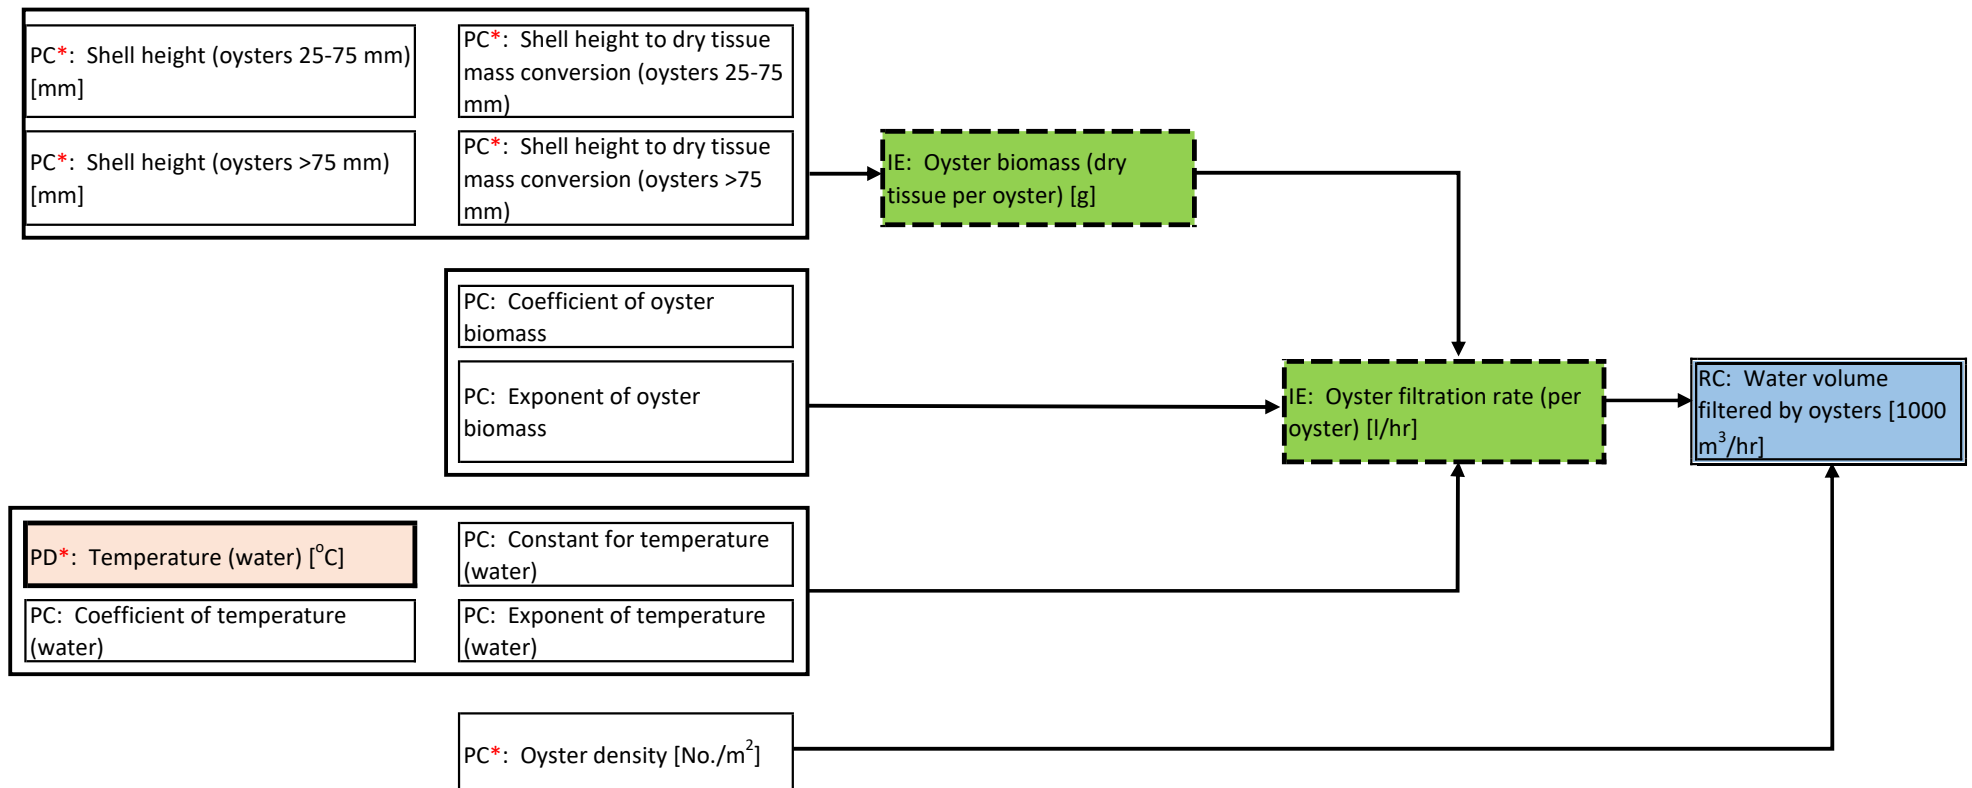 PC*: Shell height (oysters 25-75 mm)
[mm]
PC*: Shell height to dry tissue
mass conversion (oysters 25-75
mm)
PC*: Shell height (oysters >75 mm)
[mm]
PC*: Shell height to dry tissue
mass conversion (oysters >75
mm)
IE: Oyster biomass (dry
tissue per oyster) [g]
PC: Coefficient of oyster
biomass
PC: Exponent of oyster
biomass
IE: Oyster filtration rate (per
oyster) [l/hr]
RC: Water volume
filtered by oysters [1000
m³/hr]
PD*: Temperature (water) [°C]
PC: Constant for temperature
(water)
PC: Coefficient of temperature
(water)
PC: Exponent of temperature
(water)
PC*: Oyster density [No./m²]